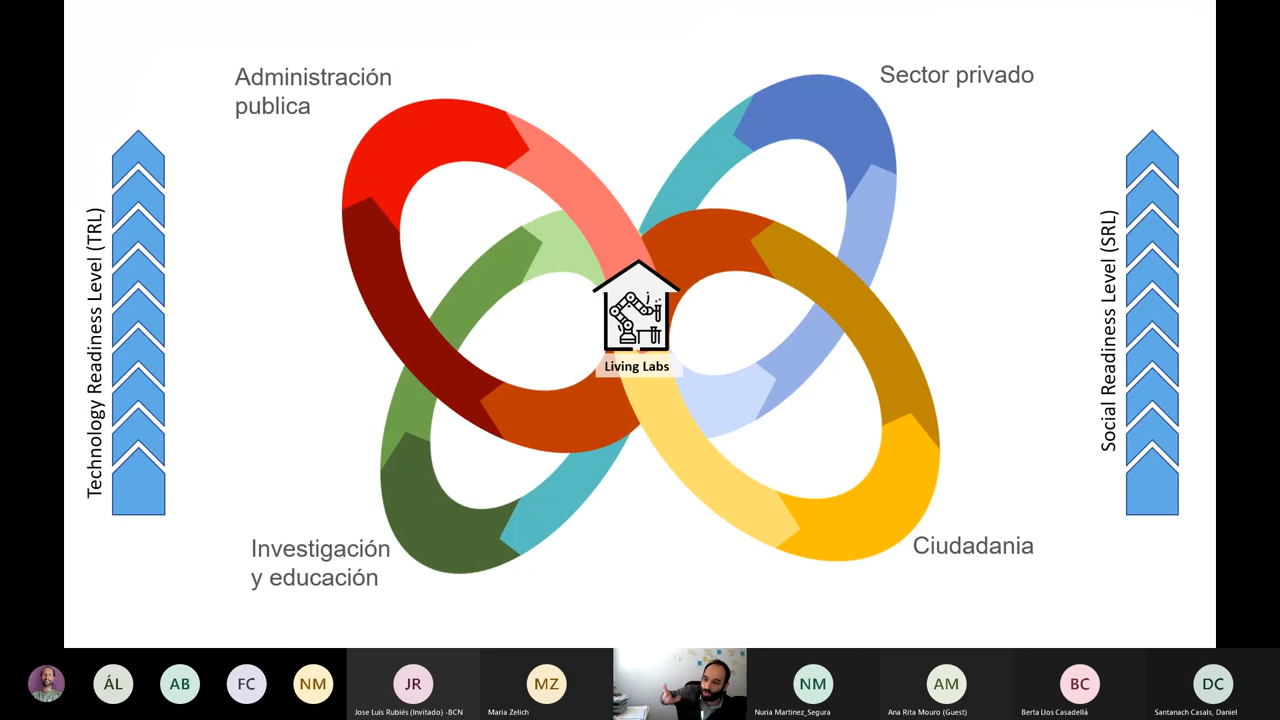 Administración
publica
Sector privado
Technology Readiness Level (TRL)
Social Readiness Level (SRL)
Living Labs
Investigación
y educación
Ciudadania
ÁL
AB
FC
NM
JR
Jose Luis Rubiés (Invitado) -BCN
MZ
Maria Zelich
NM
Nuria Martinez_Segura
AM
Ana Rita Mouro (Guest)
BC
Berta Llos Casadellà
DC
Santanach Casals, Daniel